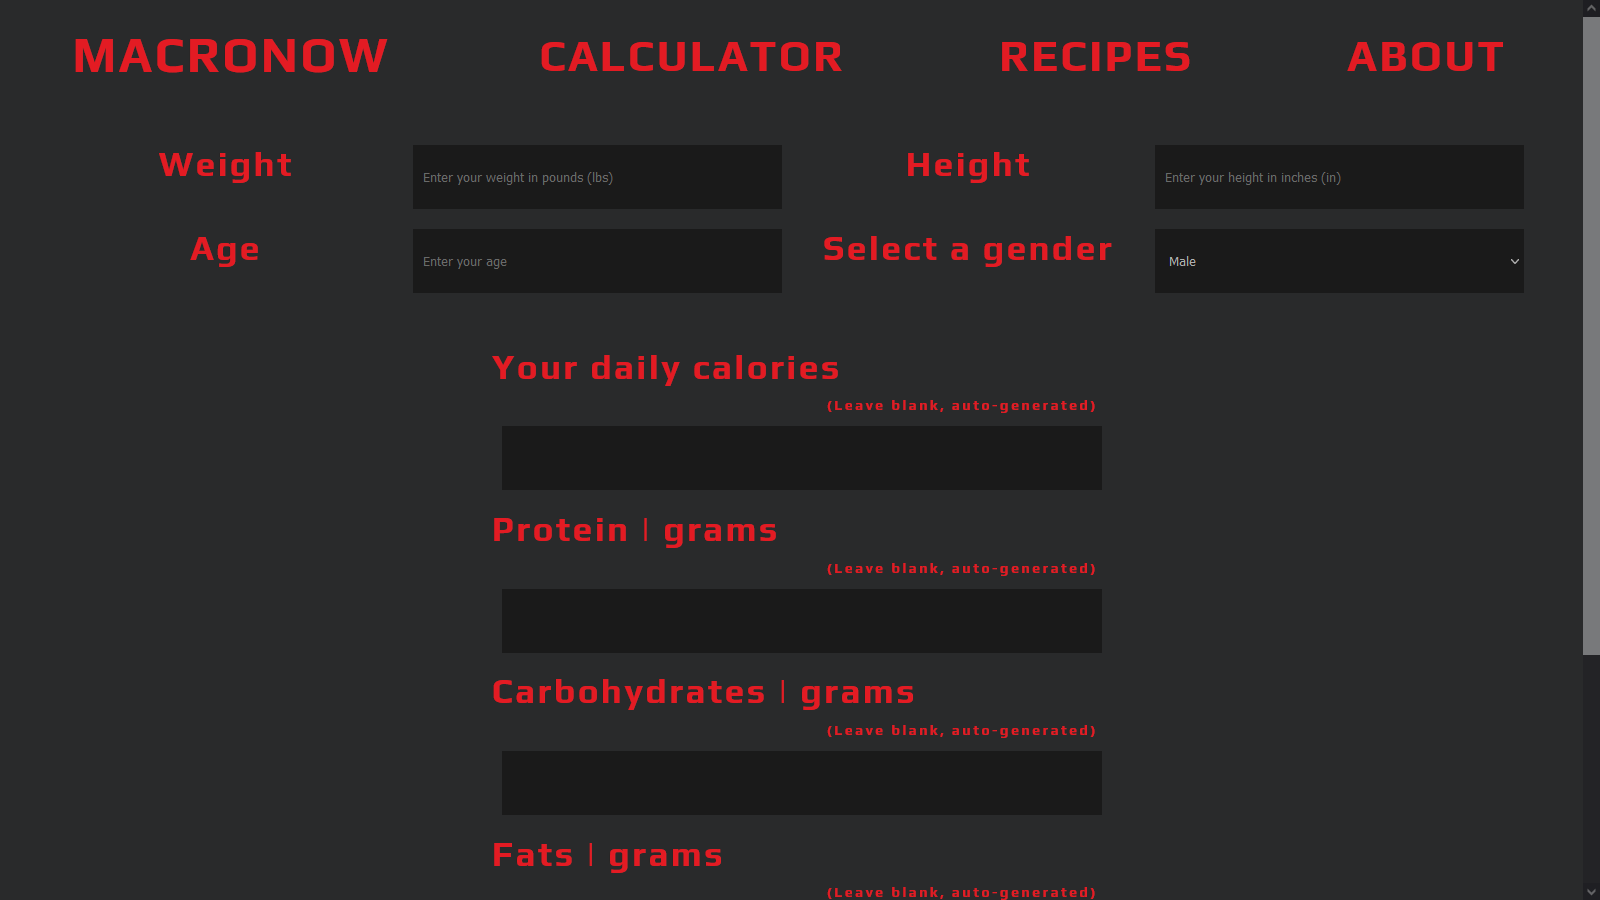 MACRONOW CALCULATOR RECIPES ABOUT
Weight Enter your weight in pounds (lbs) Height Enter your height in inches (in)
Age Enter your age Select a gender Male
Your daily calories
(Leave blank, auto-generated)
Protein | grams
(Leave blank, auto-generated)
Carbohydrates | grams
(Leave blank, auto-generated)
Fats | grams
(Leave blank, auto-generated)